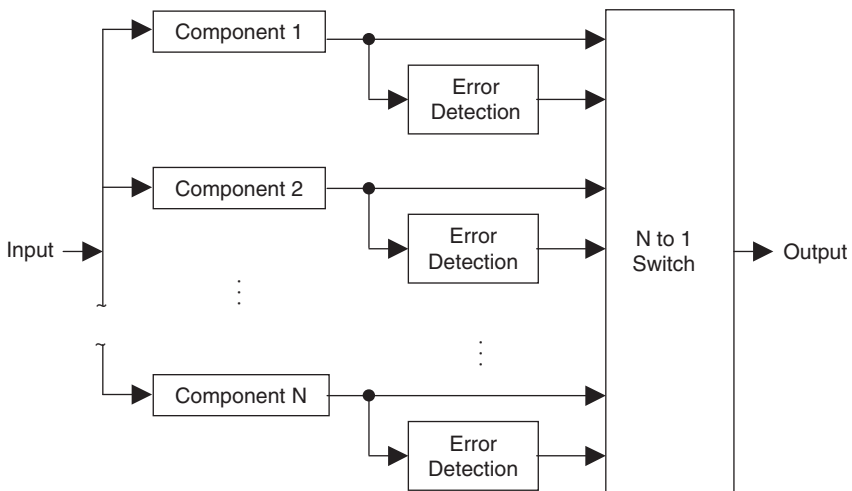 Component 1
Error
Detection
Component 2
Error
Detection
Input
N to 1
Switch
Output
Component N
Error
Detection